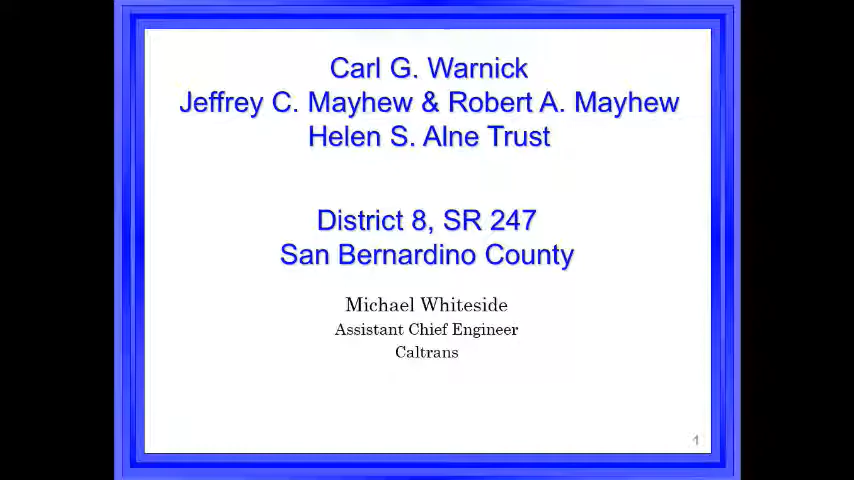 Carl G. Warnick
Jeffrey C. Mayhew & Robert A. Mayhew
Helen S. Alne Trust
District 8, SR 247
San Bernardino County
Michael Whiteside
Assistant Chief Engineer
Caltrans
1